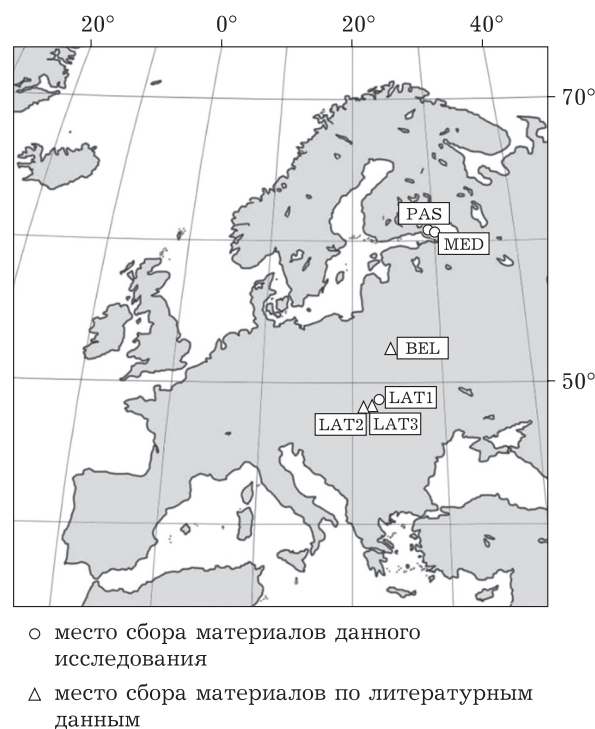 20° 0° 20° 40°
70°
PAS
MED
BEL
50°
LAT1
LAT2 LAT3
место сбора материалов данного
исследования
место сбора материалов по литературным
данным